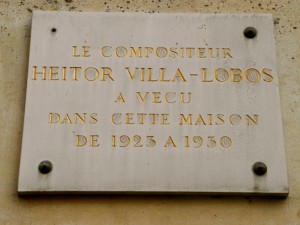 LE COMPOSITEUR
HEITOR VILLA-LOBOS
A VECU
DANS CETTE MAISON
DE 1923 A 1930